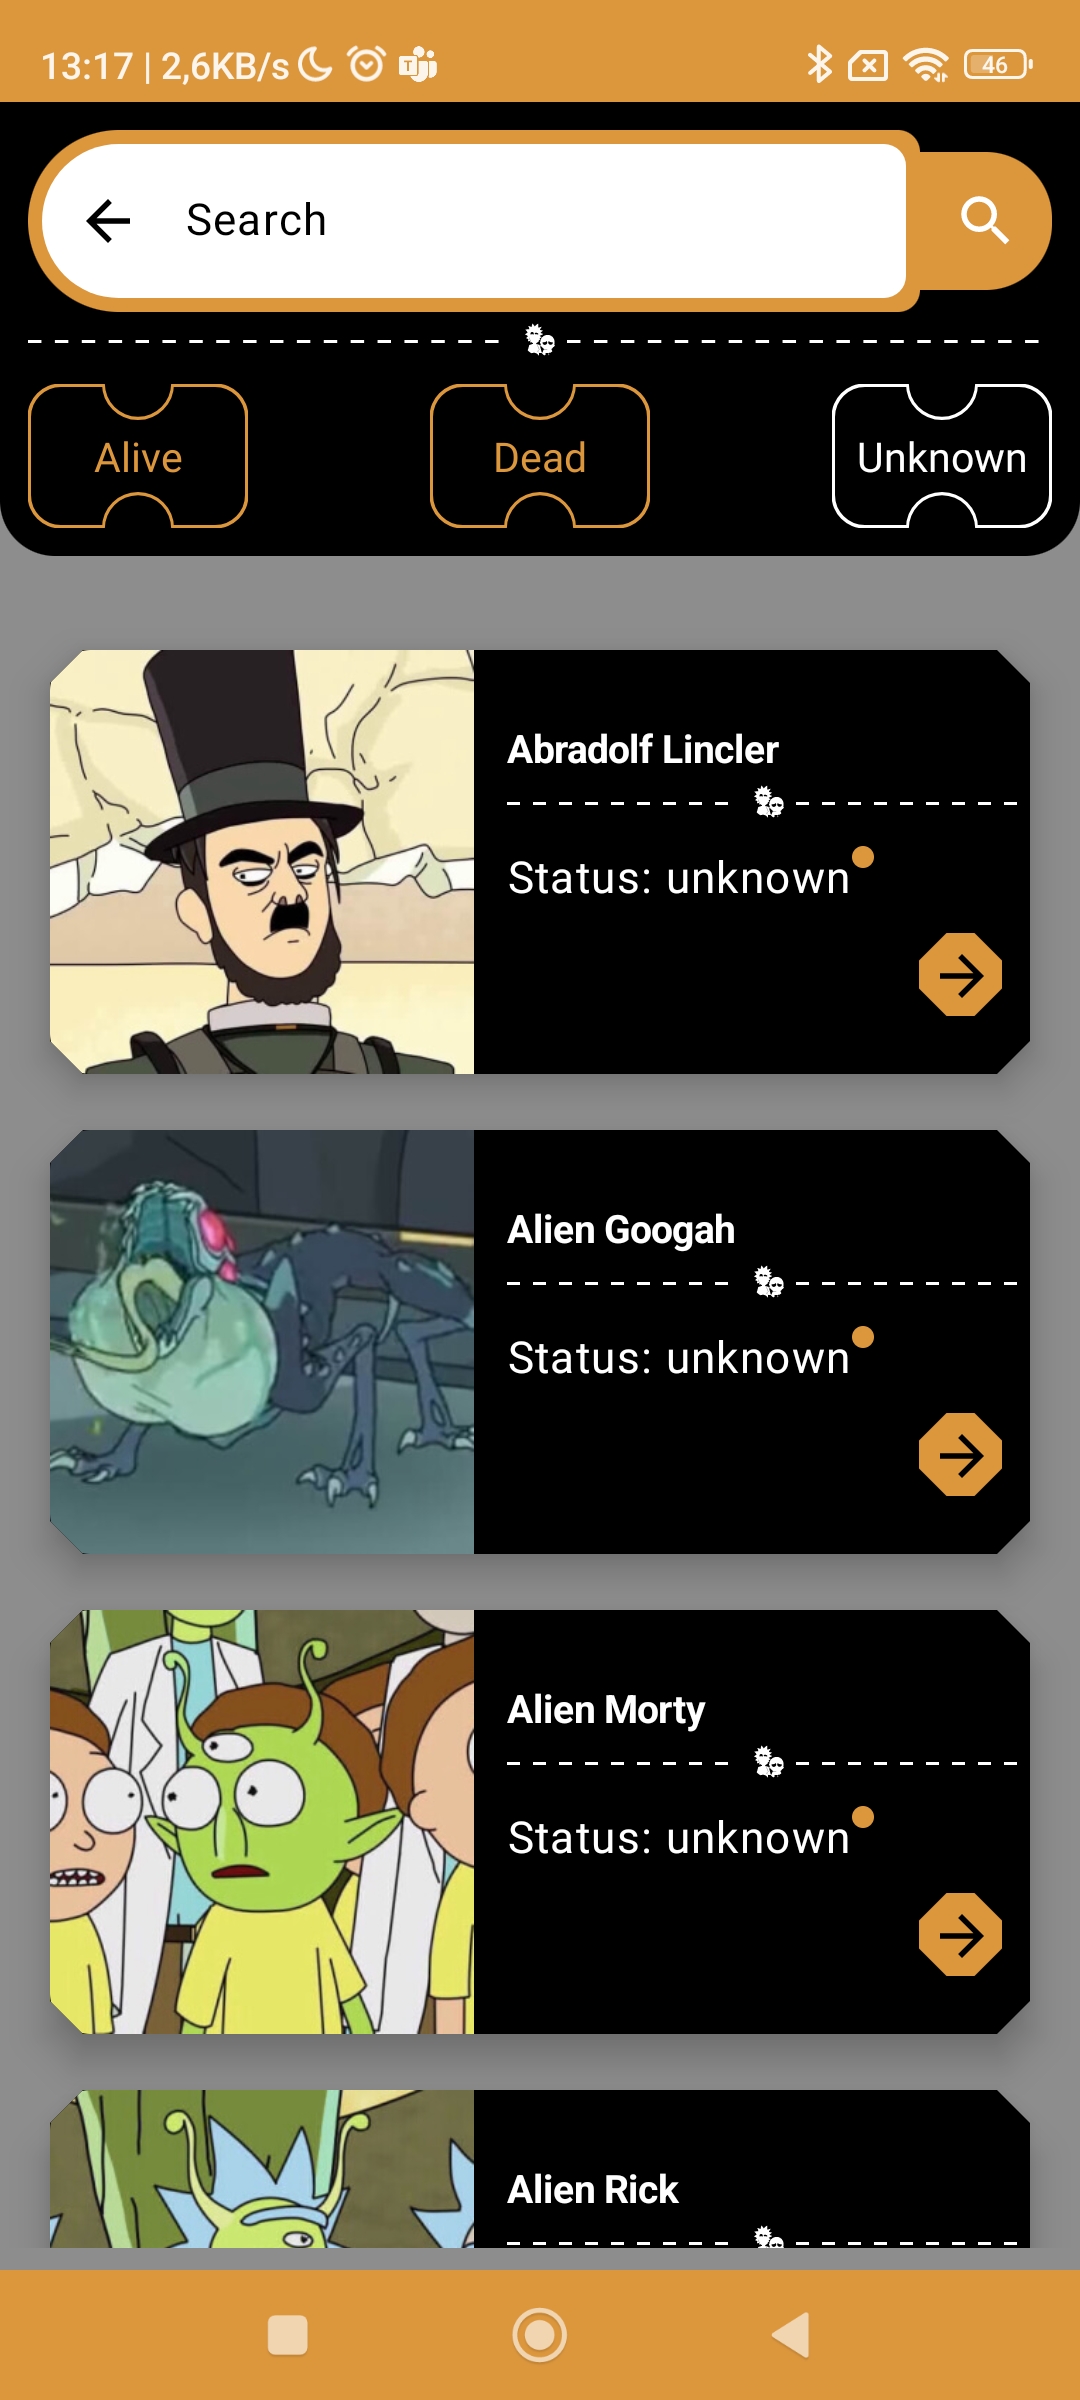 13:17 | 2,6KB/s
46
Search
Alive
Dead
Unknown
Abradolf Lincler
Status: unknown
Alien Googah
Status: unknown
Alien Morty
Status: unknown
Alien Rick